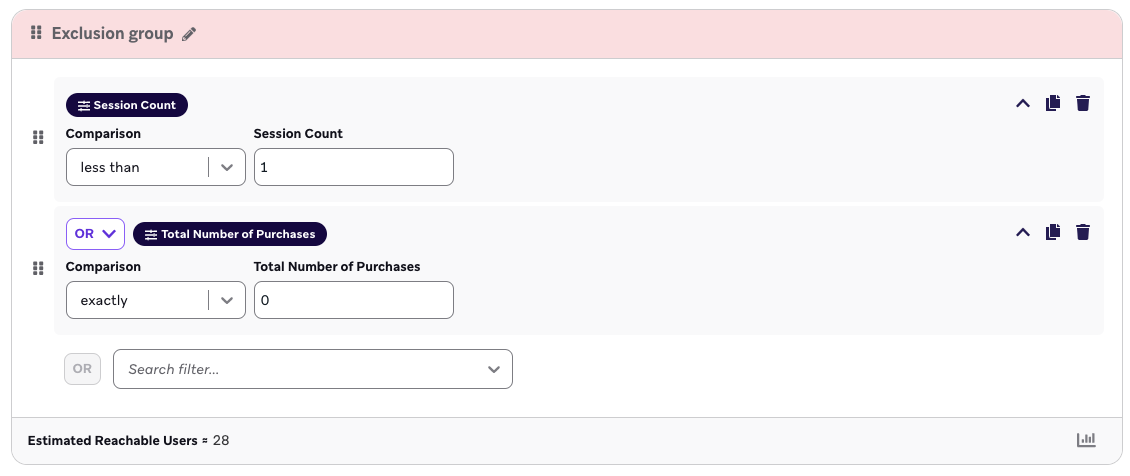 Exclusion group
Session Count
Comparison
Session Count
less than
1
OR
Total Number of Purchases
Comparison
Total Number of Purchases
exactly
0
OR
Search filter...
Estimated Reachable Users ≈ 28